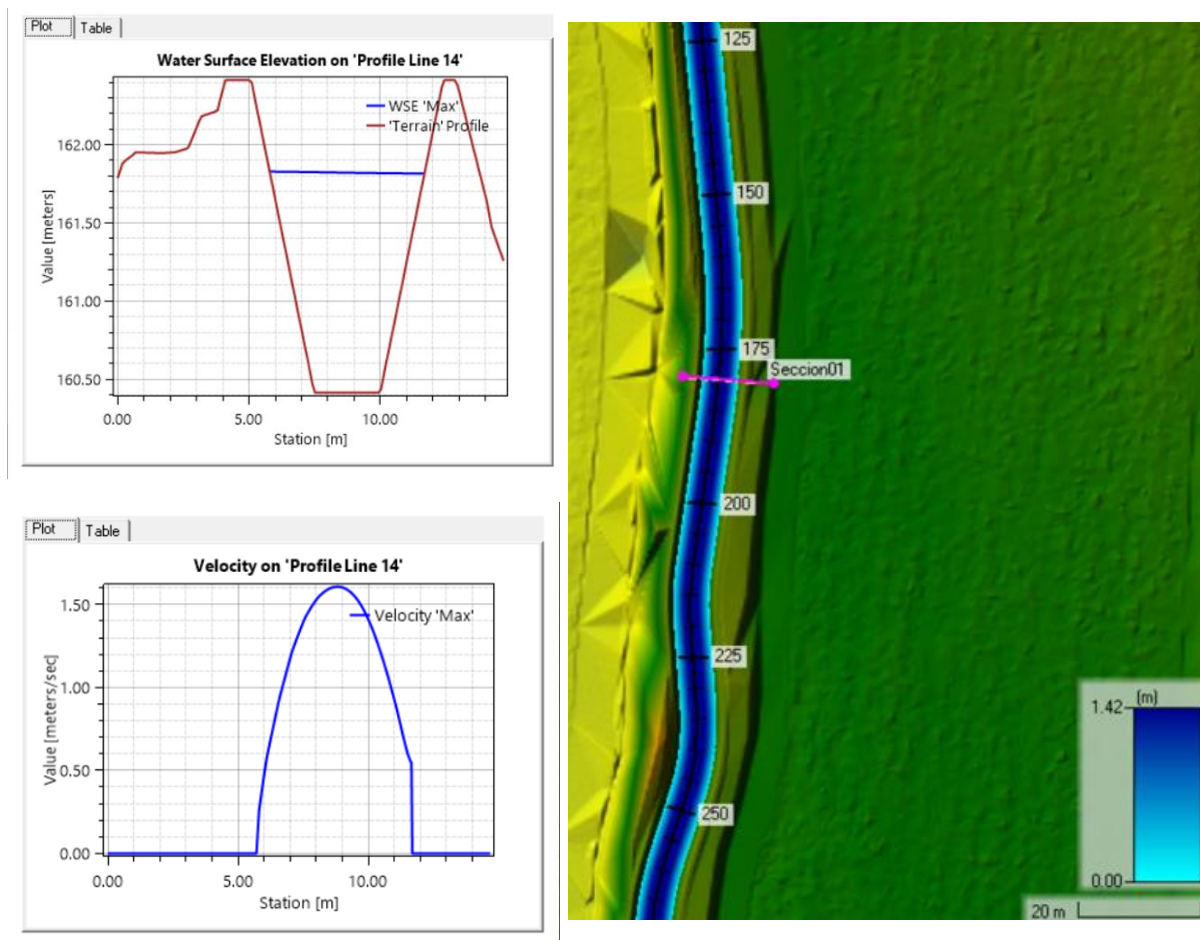 Plot Table
Water Surface Elevation on 'Profile Line 14'
WSE 'Max'
'Terrain' Profile
Value [meters]
162.00
161.50
161.00
160.50
0.00 5.00 10.00
Station [m]
Plot Table
Velocity on 'Profile Line 14'
Velocity 'Max'
Value [meters/sec]
1.50
1.00
0.50
0.00
0.00 5.00 10.00
Station [m]
125
150
175
Seccion01
200
225
250
(m)
1.42
0.00
20 m